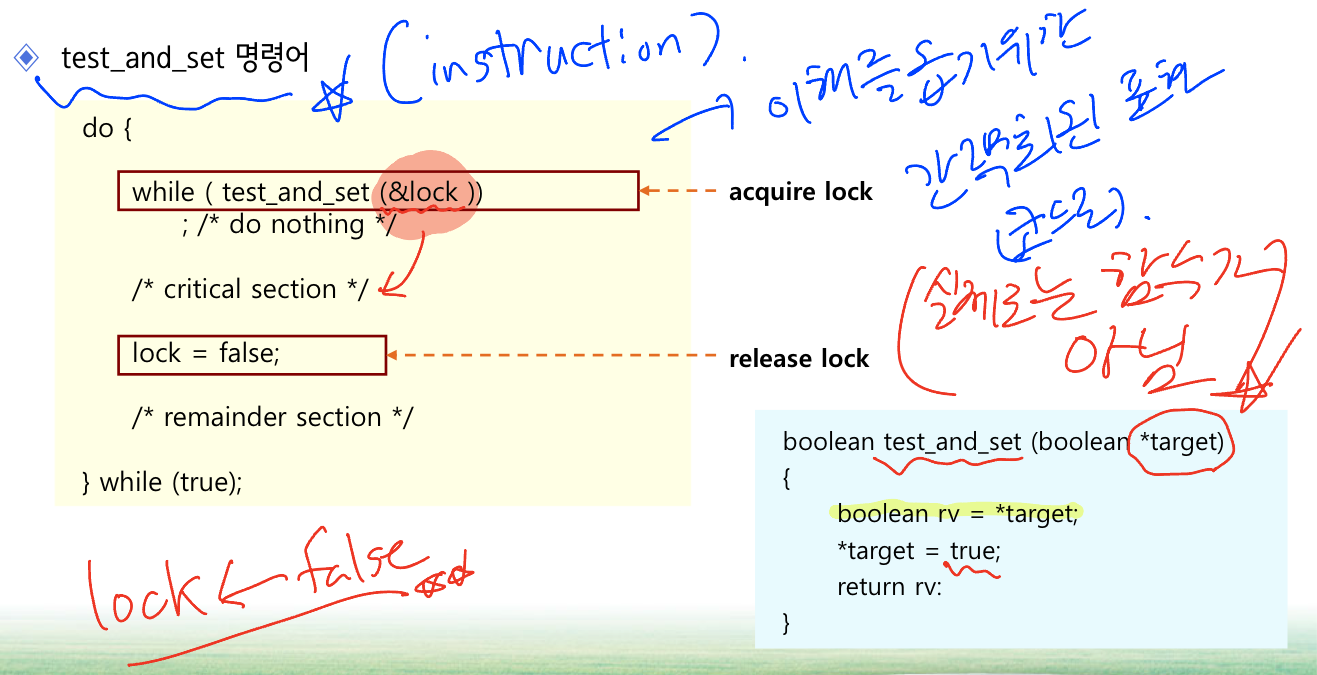 test_and_set 명령어
(instruction).
이해를 돕기위한
간략화된 표현
(코드로).
(실제로는 함수가
아님
do {
while ( test_and_set (&lock ))
; /* do nothing */
acquire lock
/* critical section */
lock = false;
release lock
/* remainder section */
} while (true);
lock ← false
boolean test_and_set (boolean *target)
{
boolean rv = *target;
*target = true;
return rv:
}